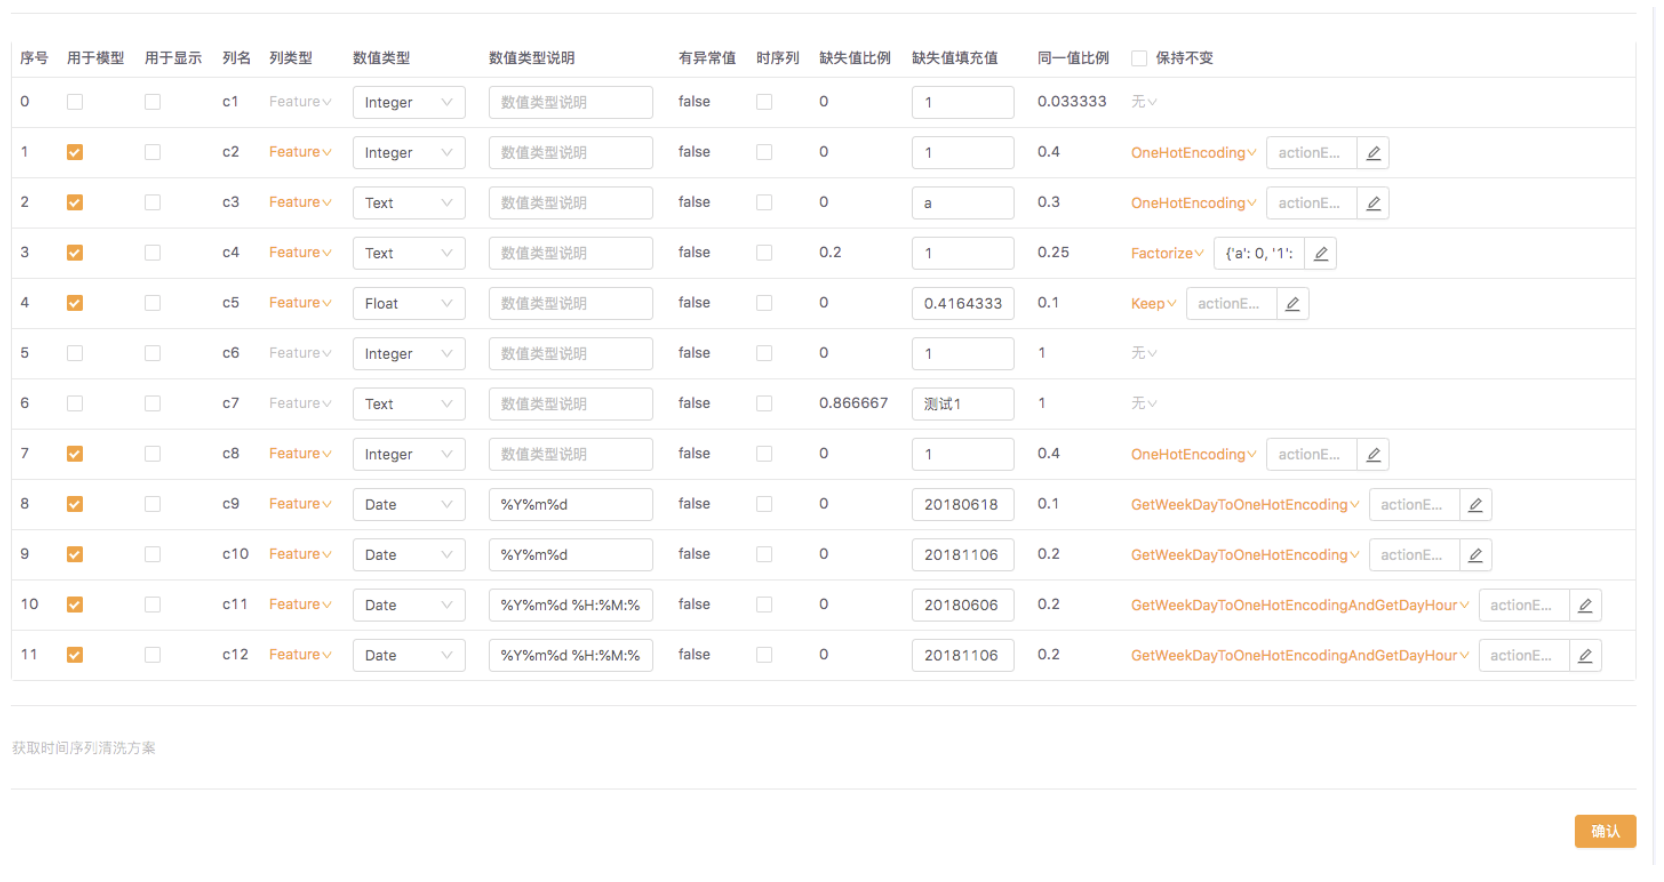 序号 用于模型 用于显示 列名 列类型 数值类型 数值类型说明 有异常值 时序列 缺失值比例 缺失值填充值 同一值比例 保持不变
0 c1 Feature Integer 数值类型说明 false 0 1 0.033333 无
1 c2 Feature Integer 数值类型说明 false 0 1 0.4 OneHotEncoding actionE...
2 c3 Feature Text 数值类型说明 false 0 a 0.3 OneHotEncoding actionE...
3 c4 Feature Text 数值类型说明 false 0.2 1 0.25 Factorize {'a': 0, '1':
4 c5 Feature Float 数值类型说明 false 0 0.4164333 0.1 Keep actionE...
5 c6 Feature Integer 数值类型说明 false 0 1 1 无
6 c7 Feature Text 数值类型说明 false 0.866667 测试1 1 无
7 c8 Feature Integer 数值类型说明 false 0 1 0.4 OneHotEncoding actionE...
8 c9 Feature Date %Y%m%d false 0 20180618 0.1 GetWeekDayToOneHotEncoding actionE...
9 c10 Feature Date %Y%m%d false 0 20181106 0.2 GetWeekDayToOneHotEncoding actionE...
10 c11 Feature Date %Y%m%d %H:%M:% false 0 20180606 0.2 GetWeekDayToOneHotEncodingAndGetDayHour actionE...
11 c12 Feature Date %Y%m%d %H:%M:% false 0 20181106 0.2 GetWeekDayToOneHotEncodingAndGetDayHour actionE...
获取时间序列清洗方案
确认